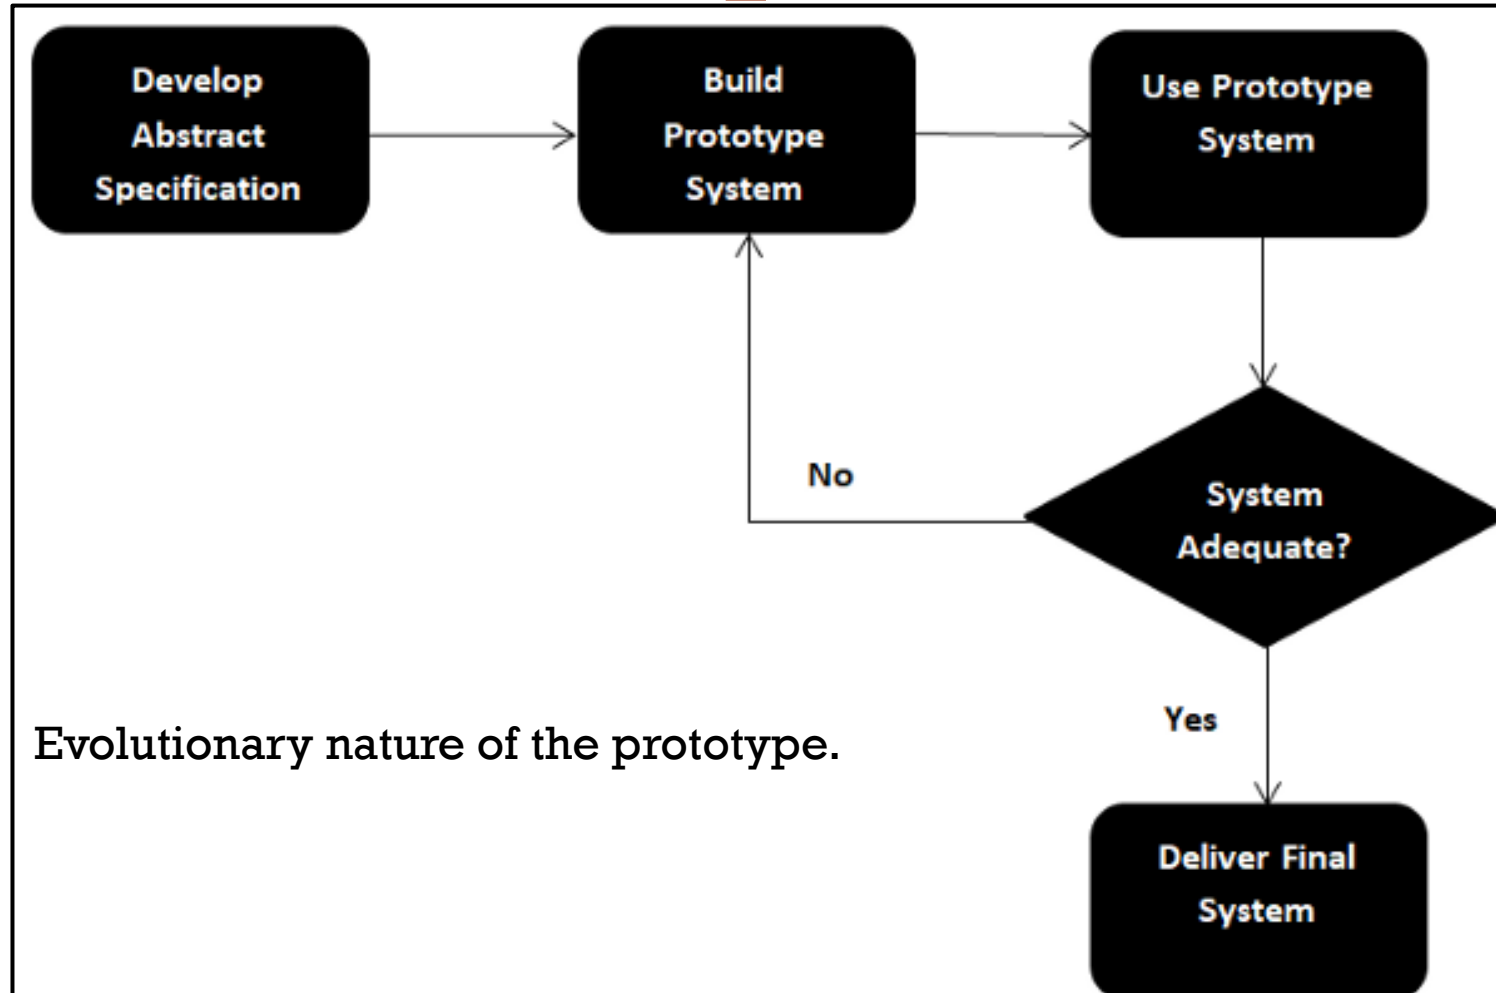 Develop
Abstract
Specification
Build
Prototype
System
Use Prototype
System
No
System
Adequate?
Yes
Evolutionary nature of the prototype.
Deliver Final
System